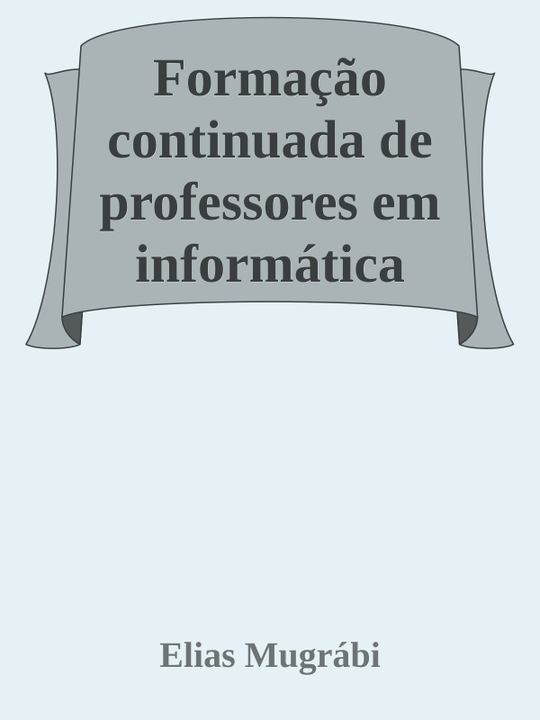 Formação
continuada de
professores em
informática
Elias Mugrábi